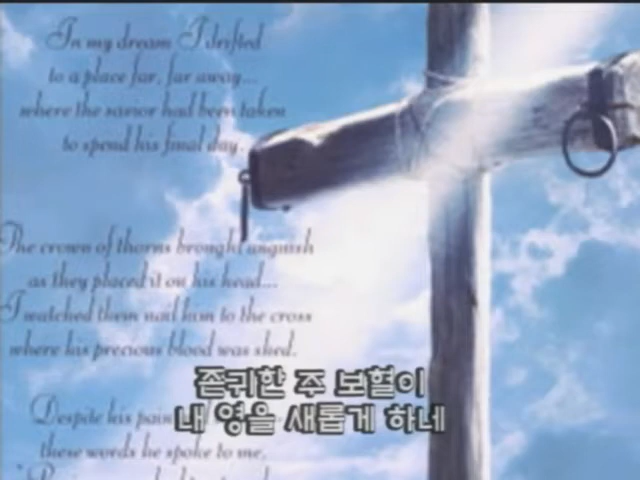 In my dream I drifted
to a place far, far away...
where the savior had been taken
to spend his final day.
The crown of thorns brought anguish
as they placed it on his head...
I watched them nail him to the cross
where his precious blood was shed.
존귀한 주 보혈이
내 영을 새롭게 하네
Despite his pain
these words he spoke to me,